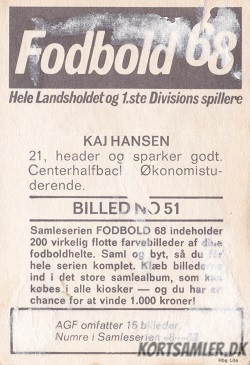 Fodbold 68
Hele Landsholdet og 1.ste Divisions spillere
KAJ HANSEN
21, header og sparker godt.
Centerhalfbacl Økonomistu-
derende.
BILLED NO 51
Samleserien FODBOLD 68 indeholder
200 virkelig flotte farvebilleder af dine
fodboldhelte. Saml og byt, så du får
hele serien komplet. Klæb billederne
ind i det store samlealbum, som kan
købes i alle kiosker — og du har en
chance for at vinde 1.000 kroner!
AGF omfatter 15 billeder.
Numre i Samleserien
KORTSAMLER.DK